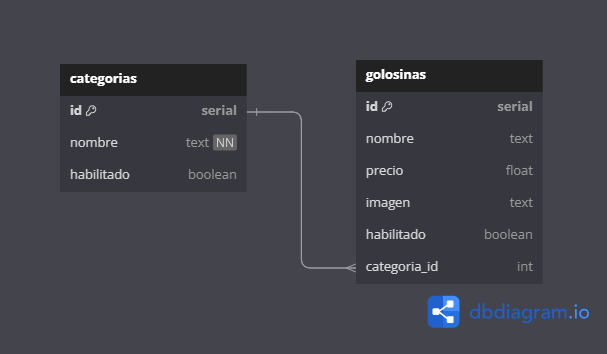 categorias
id serial
nombre text NN
habilitado boolean
golosinas
id serial
nombre text
precio float
imagen text
habilitado boolean
categoria_id int
dbdiagram.io